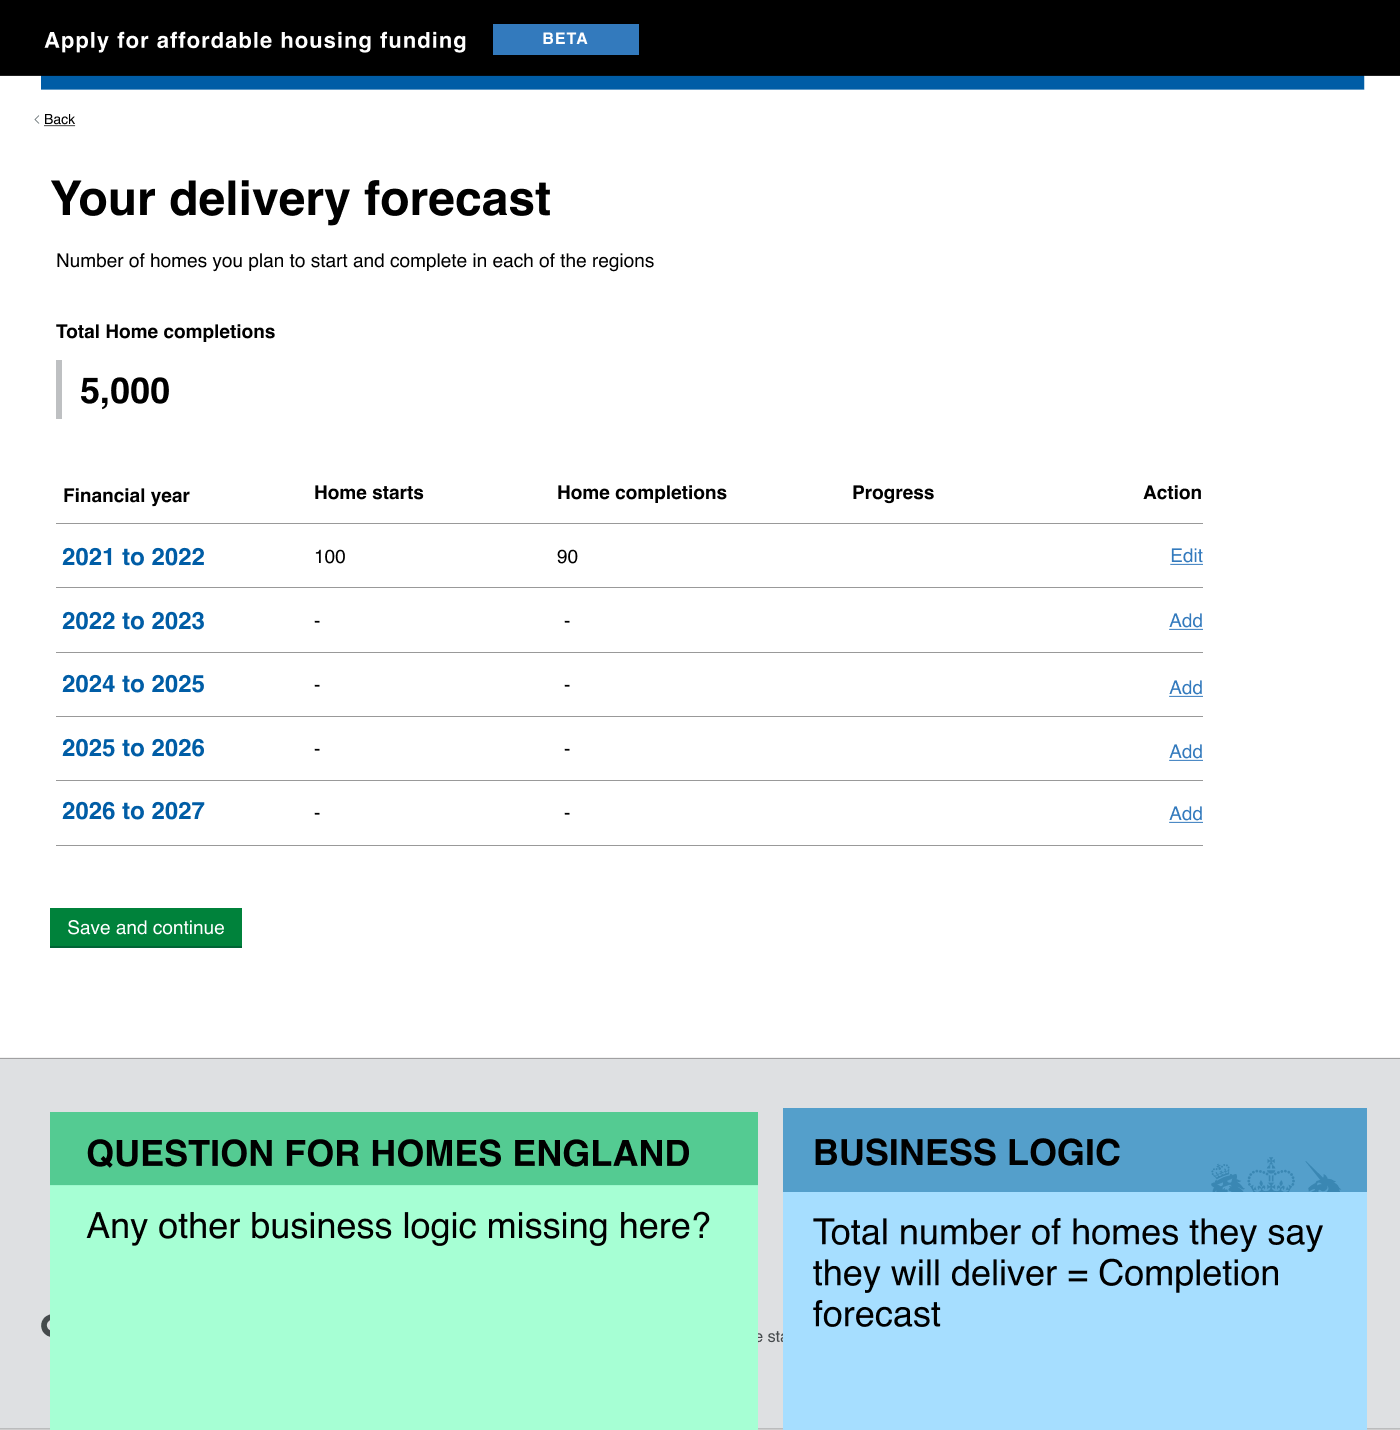 Apply for affordable housing funding BETA
Back
Your delivery forecast
Number of homes you plan to start and complete in each of the regions
Total Home completions
5,000
Financial year Home starts Home completions Progress Action
2021 to 2022 100 90 Edit
2022 to 2023 - - Add
2024 to 2025 - - Add
2025 to 2026 - - Add
2026 to 2027 - - Add
Save and continue
QUESTION FOR HOMES ENGLAND
Any other business logic missing here?
BUSINESS LOGIC
Total number of homes they say
they will deliver = Completion
forecast